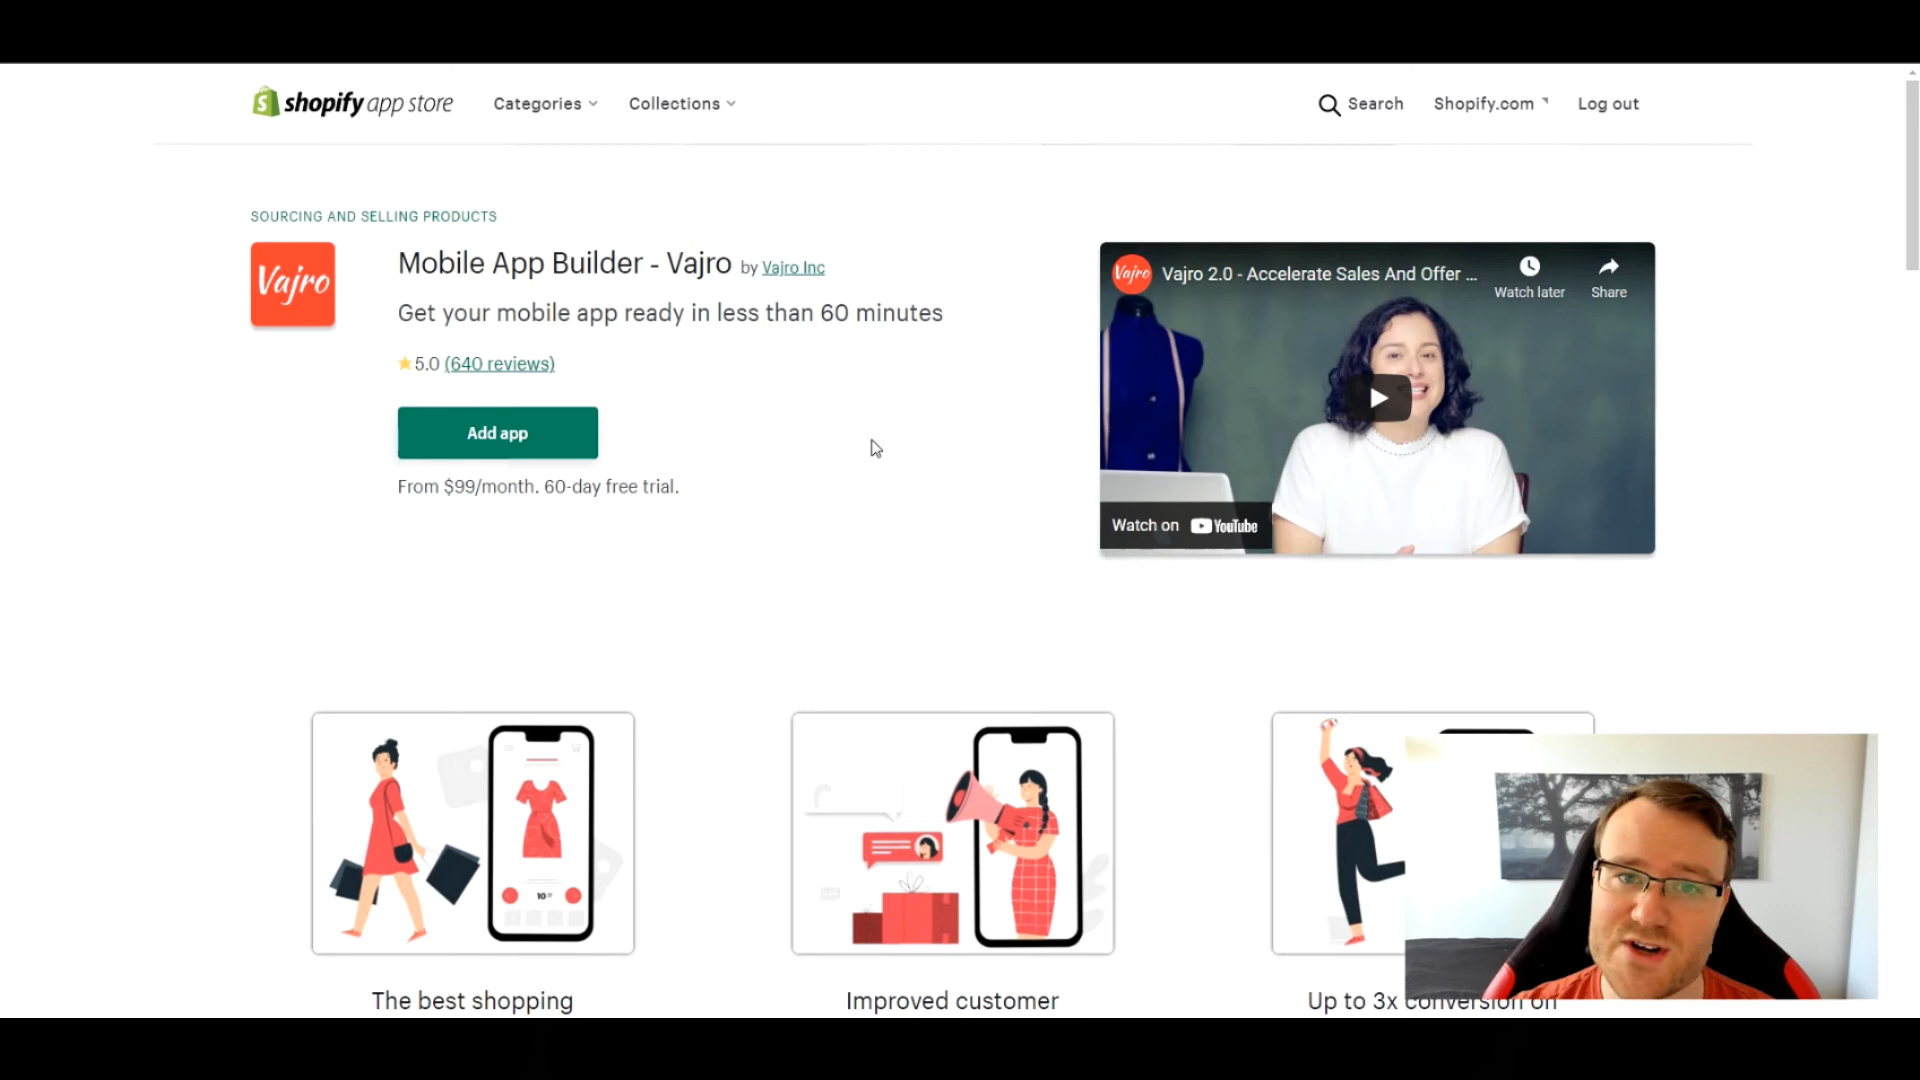 shopify app store
Categories
Collections
Search
Shopify.com
Log out
SOURCING AND SELLING PRODUCTS
Vajro
Mobile App Builder - Vajro by Vajro Inc
Get your mobile app ready in less than 60 minutes
5.0 (640 reviews)
Add app
From $99/month. 60-day free trial.
Vajro
Vajro 2.0 - Accelerate Sales And Offer ...
Watch later
Share
Watch on YouTube
The best shopping
Improved customer
Up to 3x conversion on